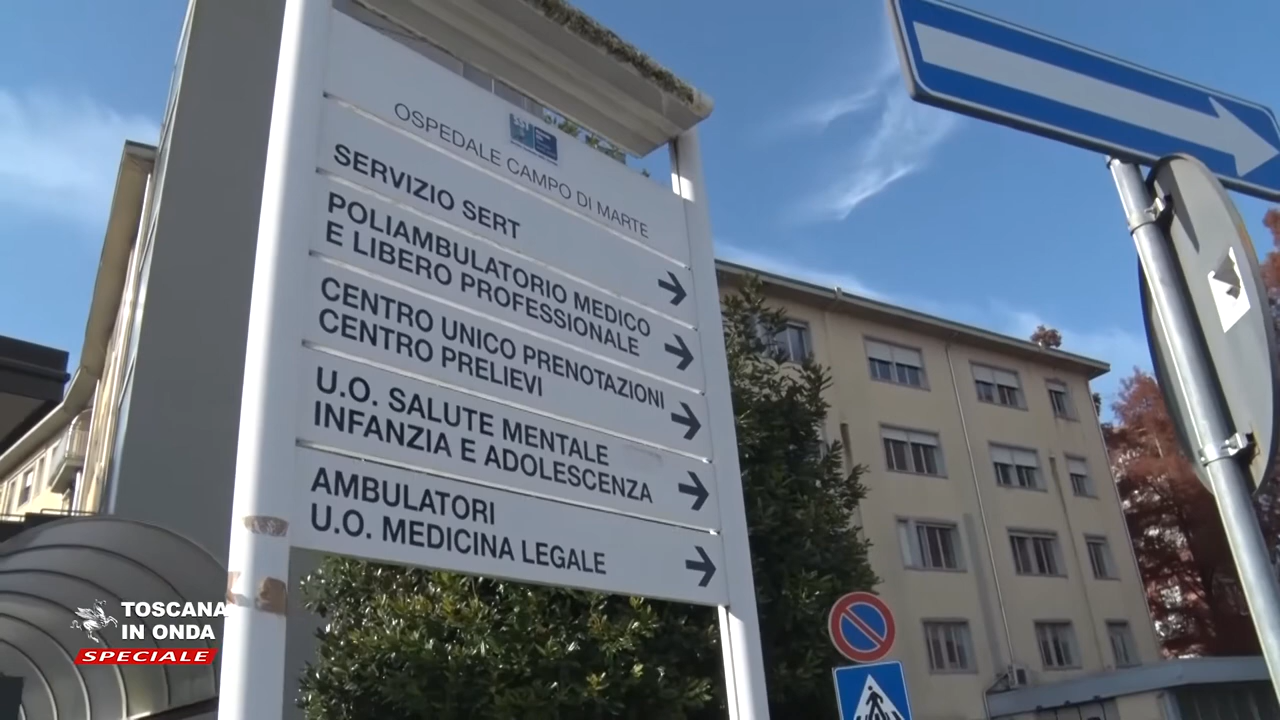 OSPEDALE CAMPO DI MARTE
SERVIZIO SERT
POLIAMBULATORIO MEDICO
E LIBERO PROFESSIONALE
CENTRO UNICO PRENOTAZIONI
CENTRO PRELIEVI
U.O. SALUTE MENTALE
INFANZIA E ADOLESCENZA
AMBULATORI
U.O. MEDICINA LEGALE
TOSCANA
IN ONDA
SPECIALE